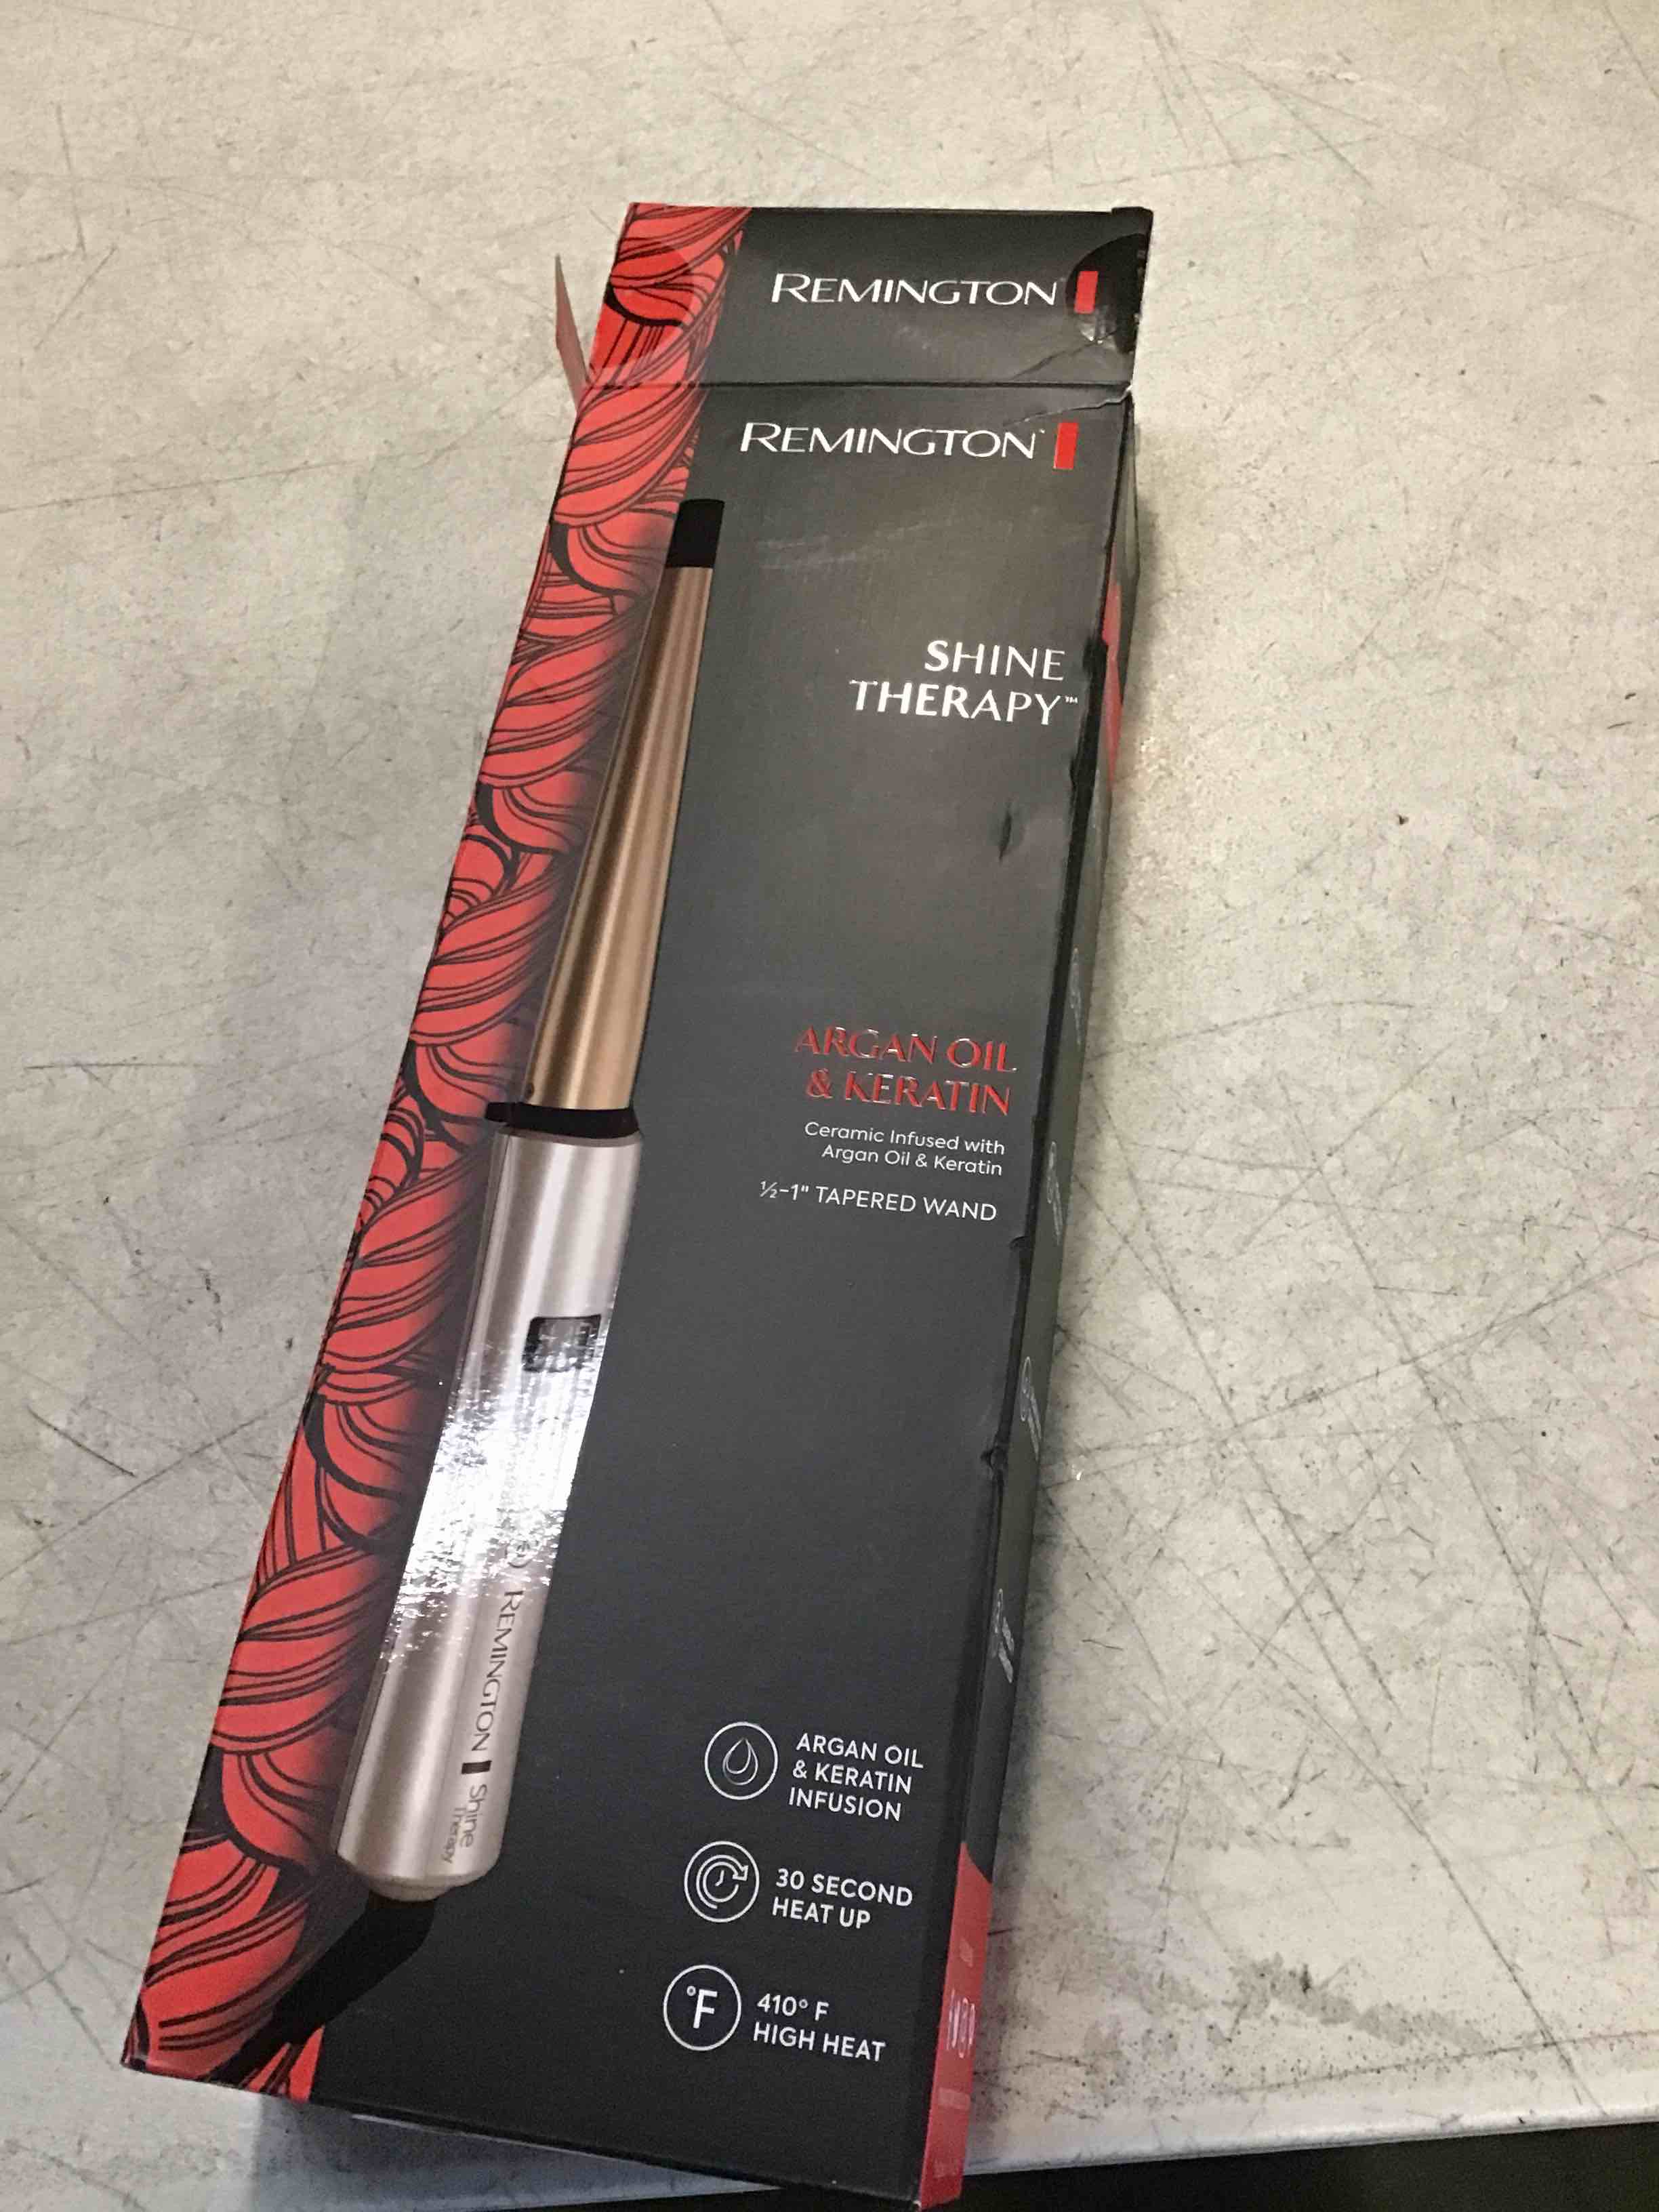 REMINGTON
REMINGTON™
SHINE
THERAPY™
ARGAN OIL
& KERATIN
Ceramic Infused with
Argan Oil & Keratin
½-1" TAPERED WAND
REMINGTON Shine
Therapy
ARGAN OIL
& KERATIN
INFUSION
30 SECOND
HEAT UP
°F
410° F
HIGH HEAT